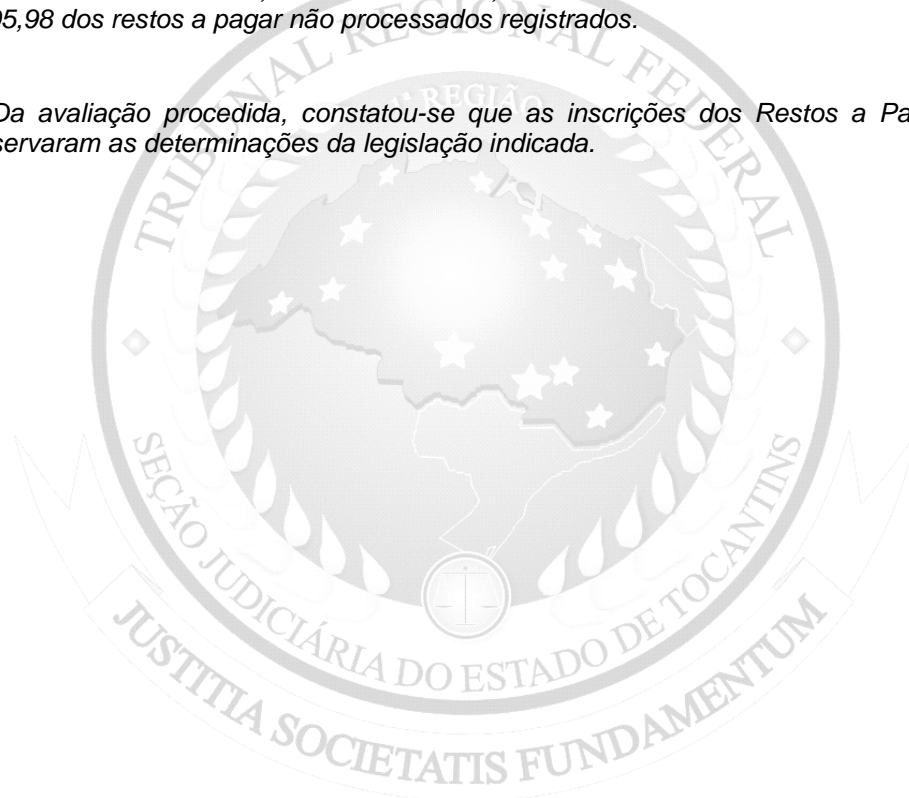 95,98 dos restos a pagar não processados registrados.
Da avaliação procedida, constatou-se que as inscrições dos Restos a Pa
servaram as determinações da legislação indicada.
TRIBUNAL REGIONAL FEDERAL
REGIÃO
SEÇÃO JUDICIÁRIA DO ESTADO DE TOCANTINS
JUSTITIA SOCIETATIS FUNDAMENTUM